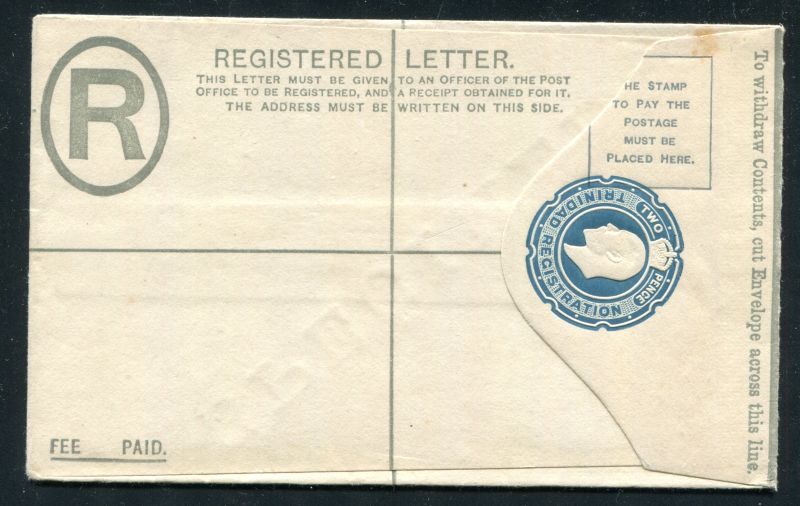 R
REGISTERED LETTER.
THIS LETTER MUST BE GIVEN TO AN OFFICER OF THE POST
OFFICE TO BE REGISTERED, AND A RECEIPT OBTAINED FOR IT.
THE ADDRESS MUST BE WRITTEN ON THIS SIDE.
HE STAMP
TO PAY THE
POSTAGE
MUST BE
PLACED HERE.
TWO PENCE
TRINIDAD REGISTRATION
To withdraw Contents, cut Envelope across this line.
FEE PAID.